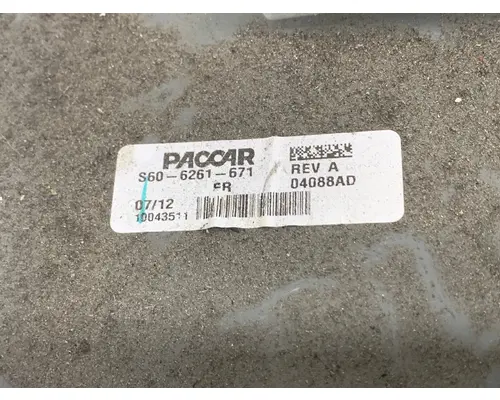 PACCAR
S60-6261-671 REV A
FR 04088AD
07/12
10043511